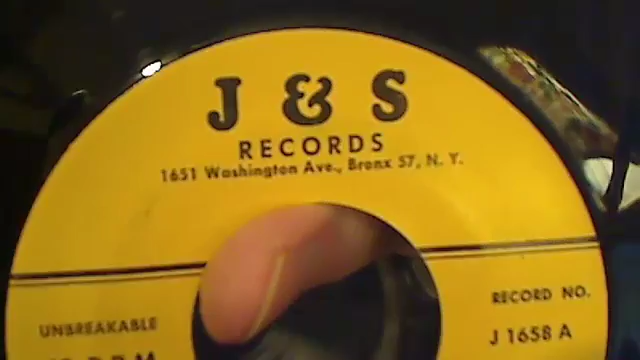 J & S
RECORDS
1651 Washington Ave., Bronx 57, N. Y.
RECORD NO.
UNBREAKABLE
J 1658 A
R.P.M.